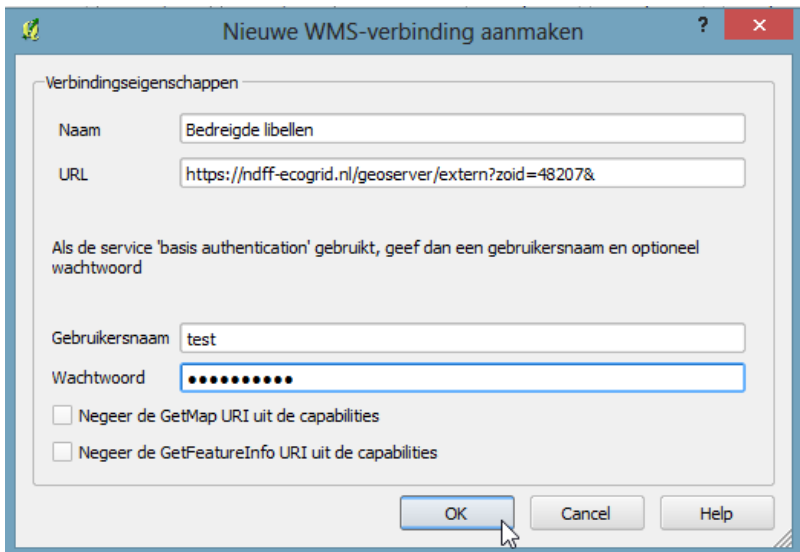 Nieuwe WMS-verbinding aanmaken
?
×
Verbindingseigenschappen
Naam
Bedreigde libellen
URL
https://ndff-ecogrid.nl/geoserver/extern?zoid=48207&
Als de service 'basis authentication' gebruikt, geef dan een gebruikersnaam en optioneel
wachtwoord
Gebruikersnaam
test
Wachtwoord
●●●●●●●●●●
Negeer de GetMap URI uit de capabilities
Negeer de GetFeatureInfo URI uit de capabilities
OK
Cancel
Help